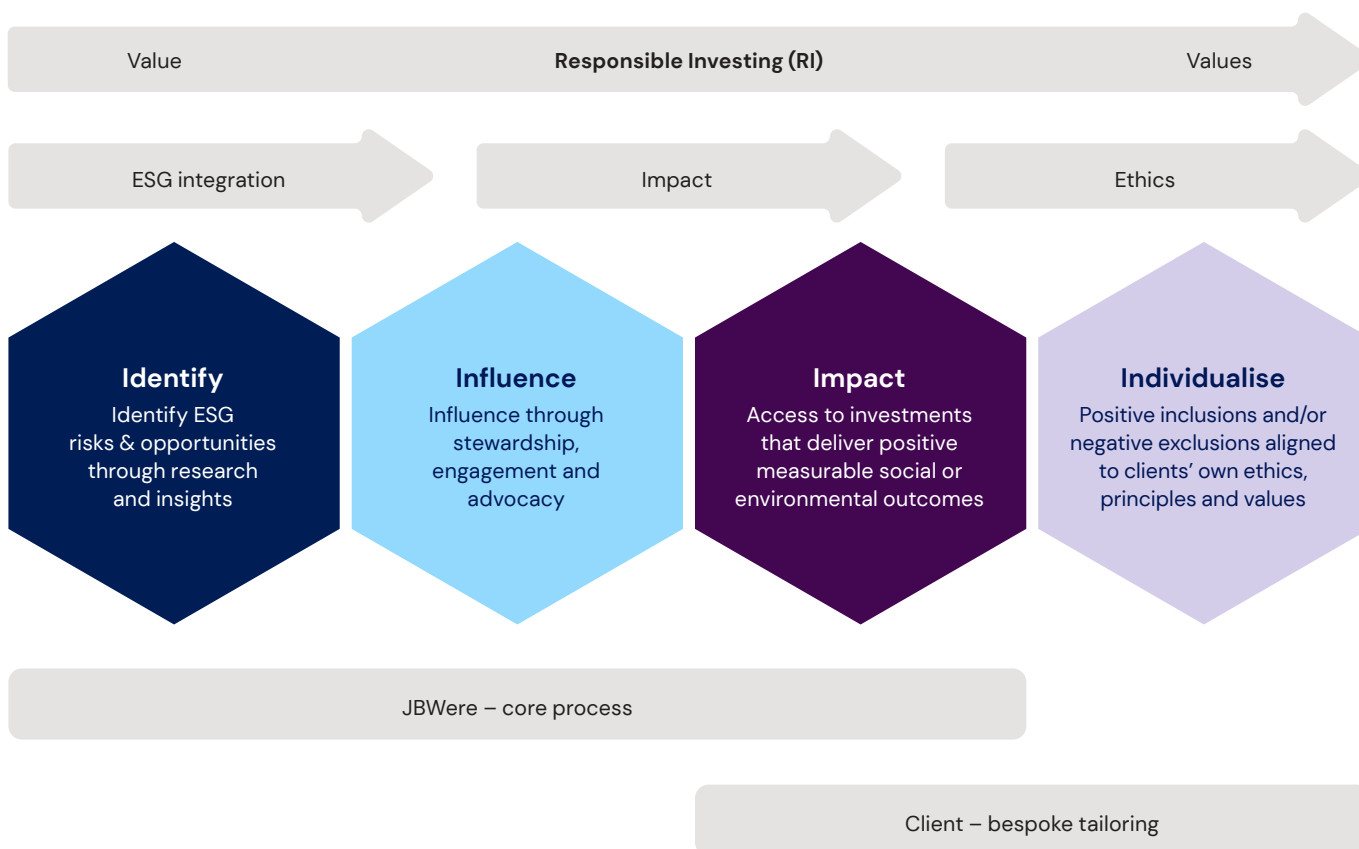 Value
Responsible Investing (RI)
Values
ESG integration
Impact
Ethics
Identify
Identify ESG
risks & opportunities
through research
and insights
Influence
Influence through
stewardship,
engagement and
advocacy
Impact
Access to investments
that deliver positive
measurable social or
environmental outcomes
Individualise
Positive inclusions and/or
negative exclusions aligned
to clients’ own ethics,
principles and values
JBWere – core process
Client – bespoke tailoring